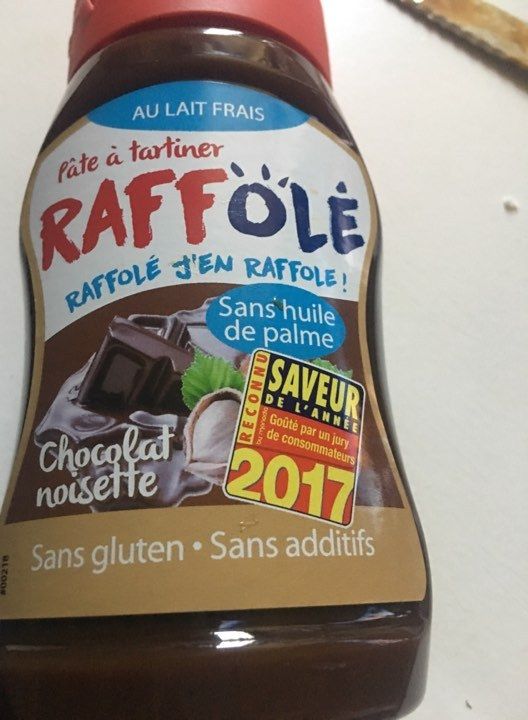 AU LAIT FRAIS
Pâte à tartiner
RAFFOLÉ
RAFFOLÉ J'EN RAFFOLE !
Sans huile
de palme
RECONNU
SAVEUR
DE L'ANNÉE
Goûté par un jury
de consommateurs
2017
Chocolat
noisette
Sans gluten • Sans additifs
#00218